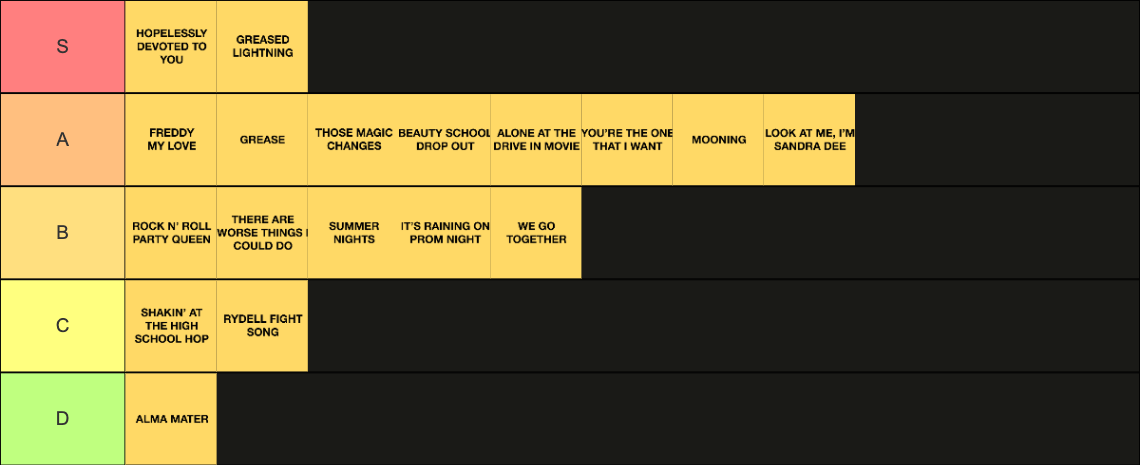 S
HOPELESSLY
DEVOTED TO
YOU
GREASED
LIGHTNING
A
FREDDY
MY LOVE
GREASE
THOSE MAGIC
CHANGES
BEAUTY SCHOOL
DROP OUT
ALONE AT THE
DRIVE IN MOVIE
YOU'RE THE ONE
THAT I WANT
MOONING
LOOK AT ME, I'M
SANDRA DEE
B
ROCK N' ROLL
PARTY QUEEN
THERE ARE
WORSE THINGS I
COULD DO
SUMMER
NIGHTS
IT'S RAINING ON
PROM NIGHT
WE GO
TOGETHER
C
SHAKIN' AT
THE HIGH
SCHOOL HOP
RYDELL FIGHT
SONG
D
ALMA MATER